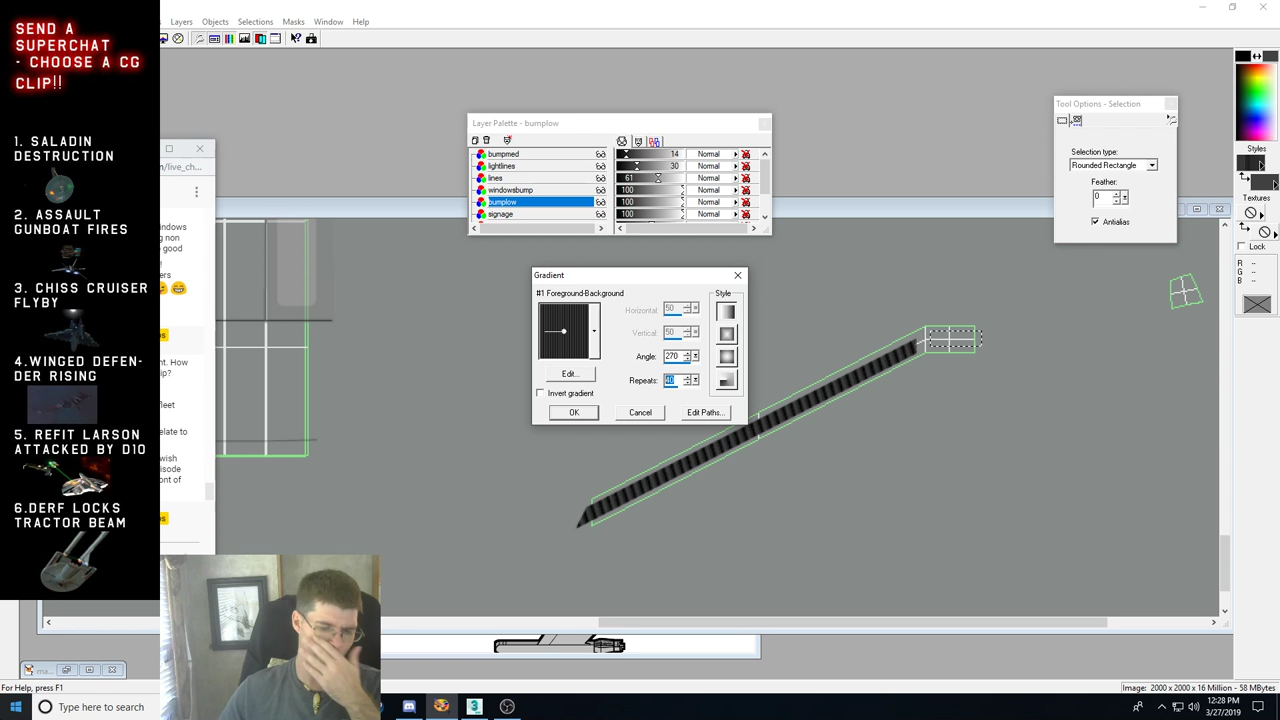 SEND A
SUPERCHAT
- CHOOSE A CG
CLIP!!
1. SALADIN
DESTRUCTION
2. ASSAULT
GUNBOAT FIRES
3. CHISS CRUISER
FLYBY
4.WINGED DEFEN-
DER RISING
5. REFIT LARSON
ATTACKED BY D10
6.DERF LOCKS
TRACTOR BEAM
Layers Objects Selections Masks Window Help
m/live_ch...
Layer Palette - bumplow
bumpmed 14 Normal
lightlines 30 Normal
lines 61 Normal
windowsbump 100 Normal
bumplow 100 Normal
signage 100 Normal
Tool Options - Selection
Selection type:
Rounded Rectangle
Feather:
0
Antialias
Styles
Textures
Lock
R --
G --
B --
Gradient
#1 Foreground-Background
Style
Horizontal: 50
Vertical: 50
Angle: 270
Repeats: 40
Edit...
Invert gradient
OK Cancel Edit Paths...
ma...
For Help, press F1
Image: 2000 x 2000 x 16 Million - 58 MBytes
Type here to search
12:28 PM
3/27/2019